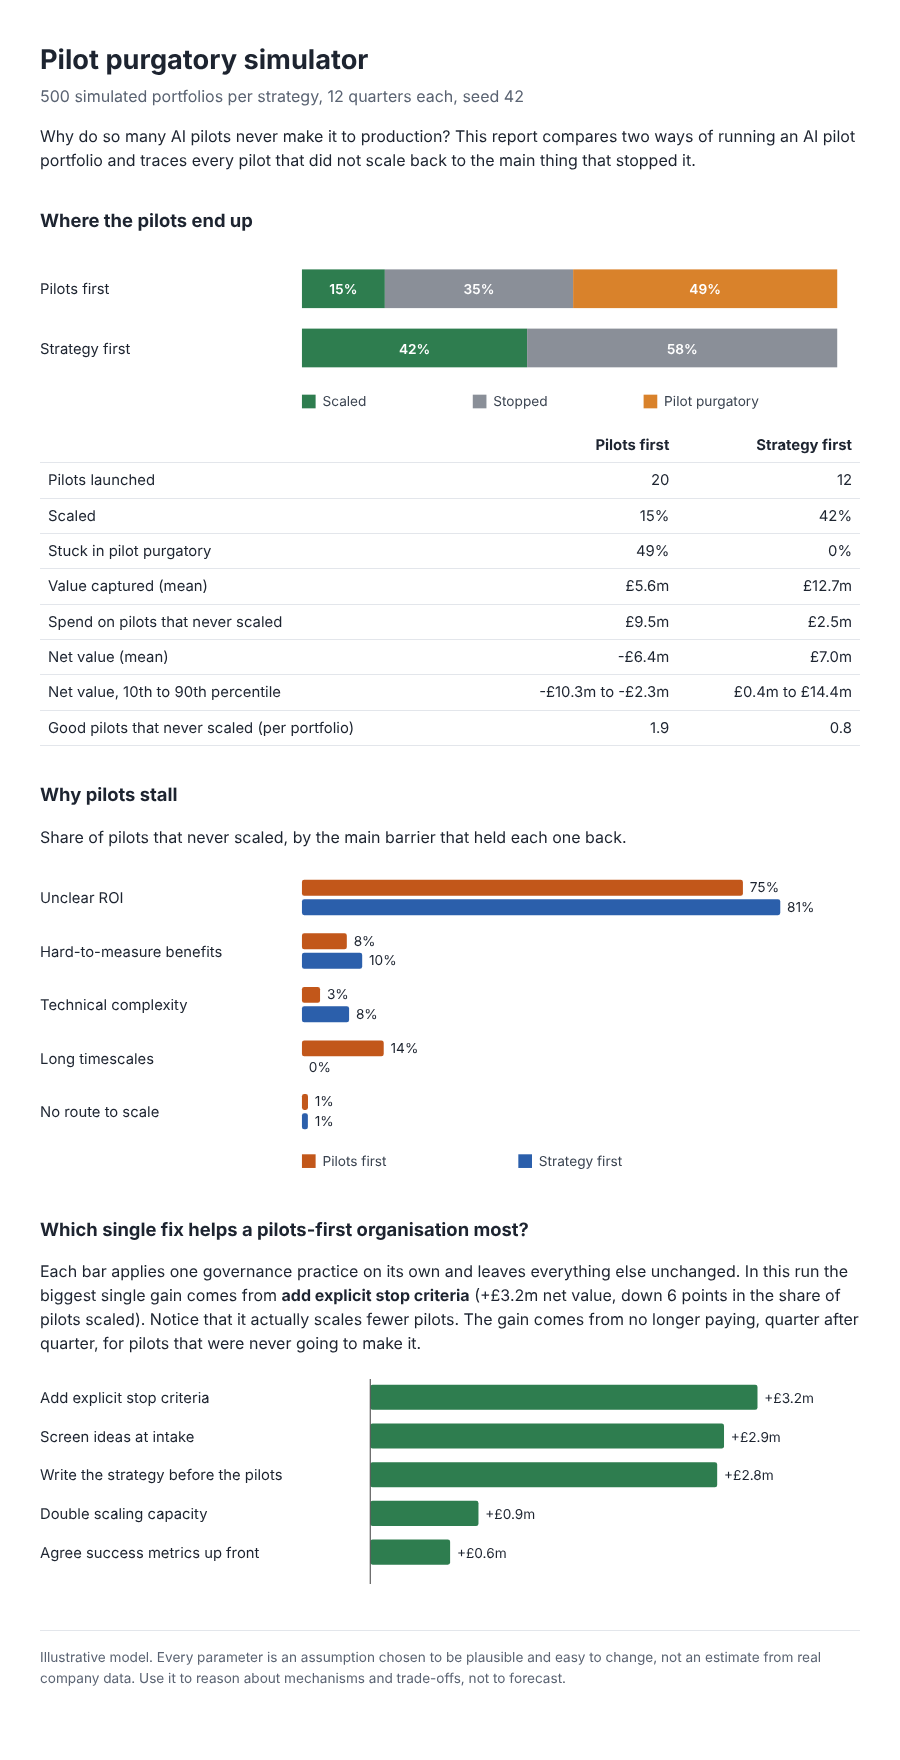 Pilot purgatory simulator
500 simulated portfolios per strategy, 12 quarters each, seed 42
Why do so many AI pilots never make it to production? This report compares two ways of running an AI pilot
portfolio and traces every pilot that did not scale back to the main thing that stopped it.
Where the pilots end up
Pilots first 15% 35% 49%
Strategy first 42% 58%
Scaled Stopped Pilot purgatory
Pilots first Strategy first
Pilots launched 20 12
Scaled 15% 42%
Stuck in pilot purgatory 49% 0%
Value captured (mean) £5.6m £12.7m
Spend on pilots that never scaled £9.5m £2.5m
Net value (mean) -£6.4m £7.0m
Net value, 10th to 90th percentile -£10.3m to -£2.3m £0.4m to £14.4m
Good pilots that never scaled (per portfolio) 1.9 0.8
Why pilots stall
Share of pilots that never scaled, by the main barrier that held each one back.
Unclear ROI 75%
81%
Hard-to-measure benefits 8%
10%
Technical complexity 3%
8%
Long timescales 14%
0%
No route to scale 1%
1%
Pilots first Strategy first
Which single fix helps a pilots-first organisation most?
Each bar applies one governance practice on its own and leaves everything else unchanged. In this run the
biggest single gain comes from add explicit stop criteria (+£3.2m net value, down 6 points in the share of
pilots scaled). Notice that it actually scales fewer pilots. The gain comes from no longer paying, quarter after
quarter, for pilots that were never going to make it.
Add explicit stop criteria +£3.2m
Screen ideas at intake +£2.9m
Write the strategy before the pilots +£2.8m
Double scaling capacity +£0.9m
Agree success metrics up front +£0.6m
Illustrative model. Every parameter is an assumption chosen to be plausible and easy to change, not an estimate from real
company data. Use it to reason about mechanisms and trade-offs, not to forecast.